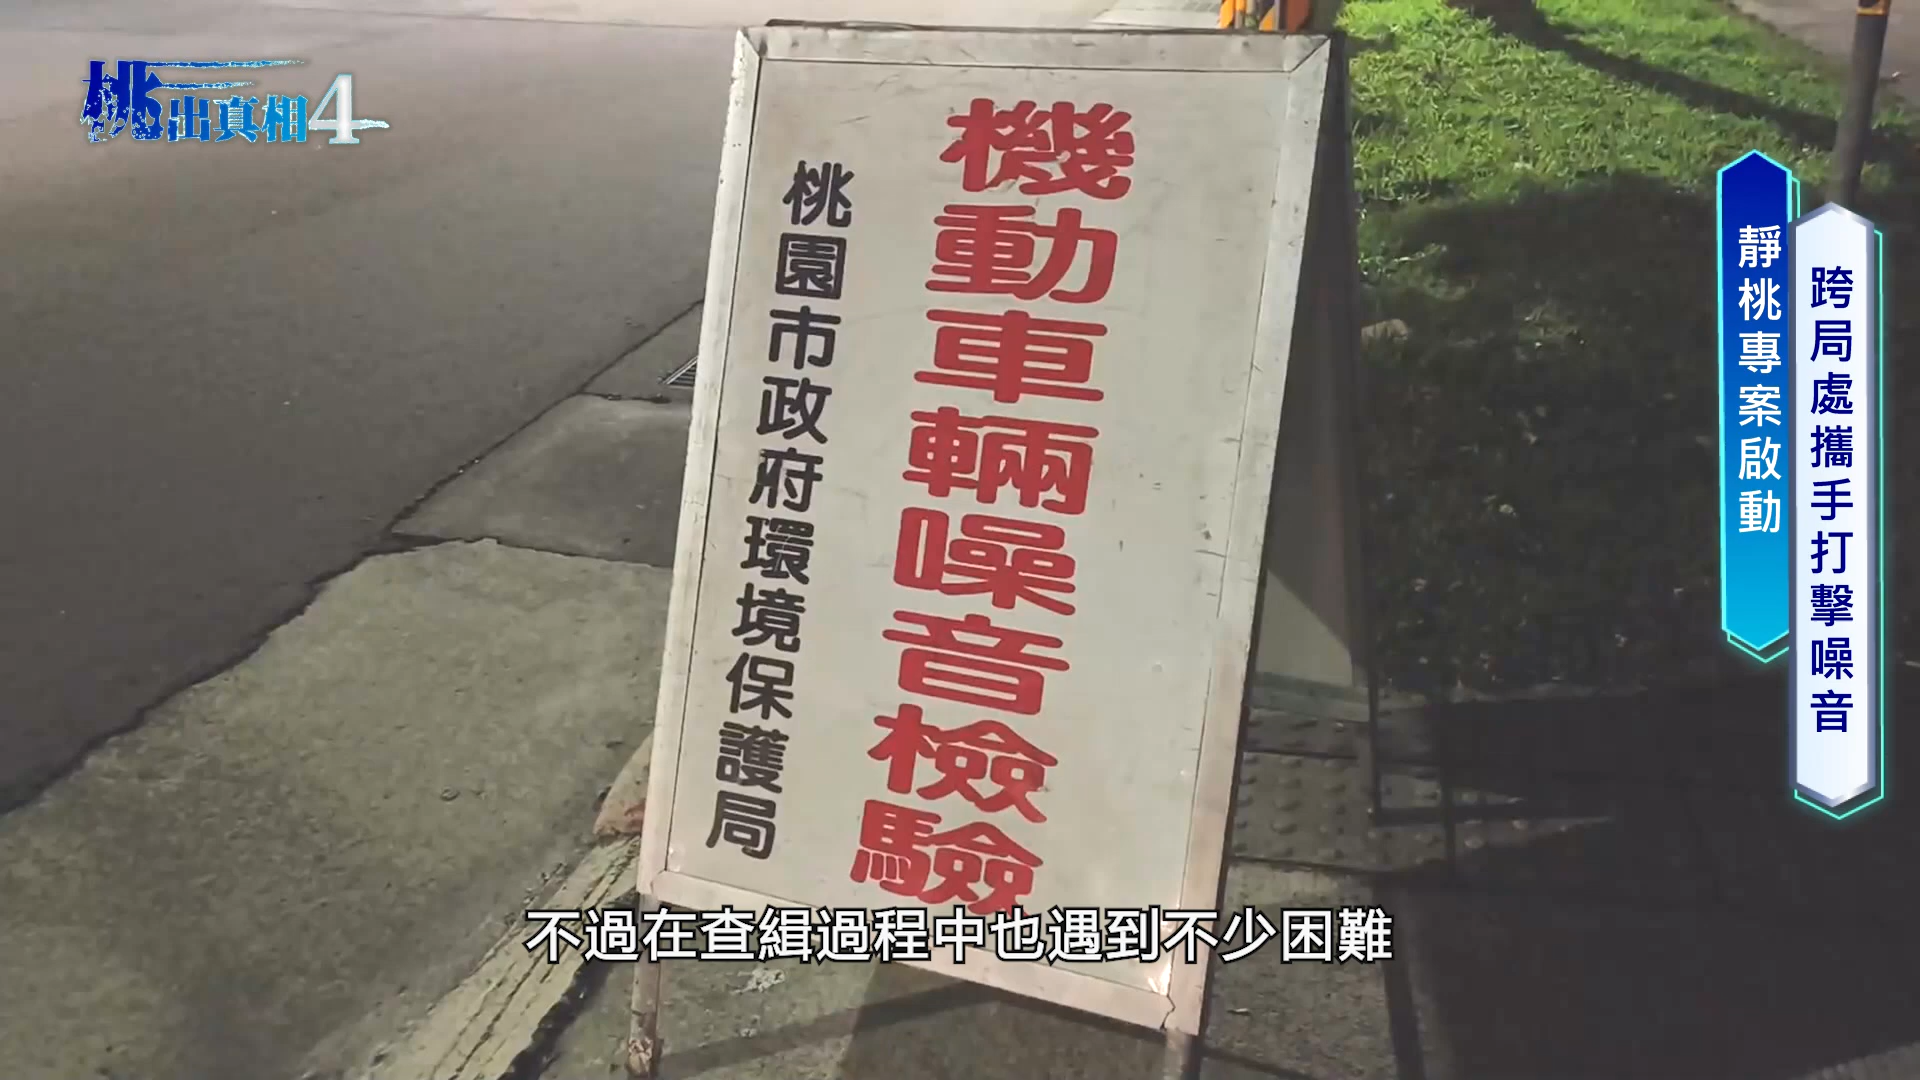 桃出真相4
機動車輛噪音檢驗
桃園市政府環境保護局
跨局處攜手打擊噪音
靜桃專案啟動
不過在查緝過程中也遇到不少困難